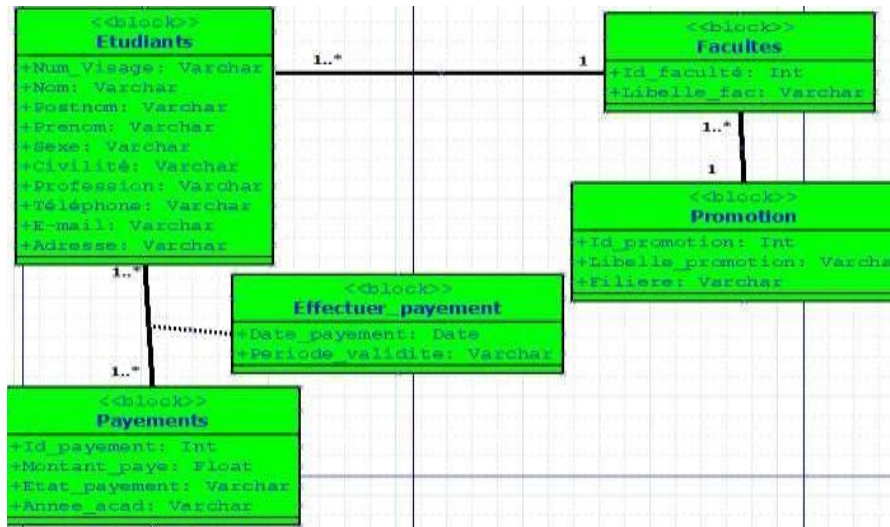 <<block>>
Etudiants
+Num_Visage: Varchar
+Nom: Varchar
+Postnom: Varchar
+Prenom: Varchar
+Sexe: Varchar
+Civilité: Varchar
+Profession: Varchar
+Téléphone: Varchar
+E-mail: Varchar
+Adresse: Varchar
1..*
1
<<block>>
Facultes
+Id_faculté: Int
+Libelle_fac: Varchar
1..*
1
<<block>>
Promotion
+Id_promotion: Int
+Libelle_promotion: Varcha
+Filiere: Varchar
1..*
<<block>>
Effectuer_payement
+Date_payement: Date
+Periode_validite: Varchar
1..*
<<block>>
Payements
+Id_payement: Int
+Montant_paye: Float
+Etat_payement: Varchar
+Annee_acad: Varchar